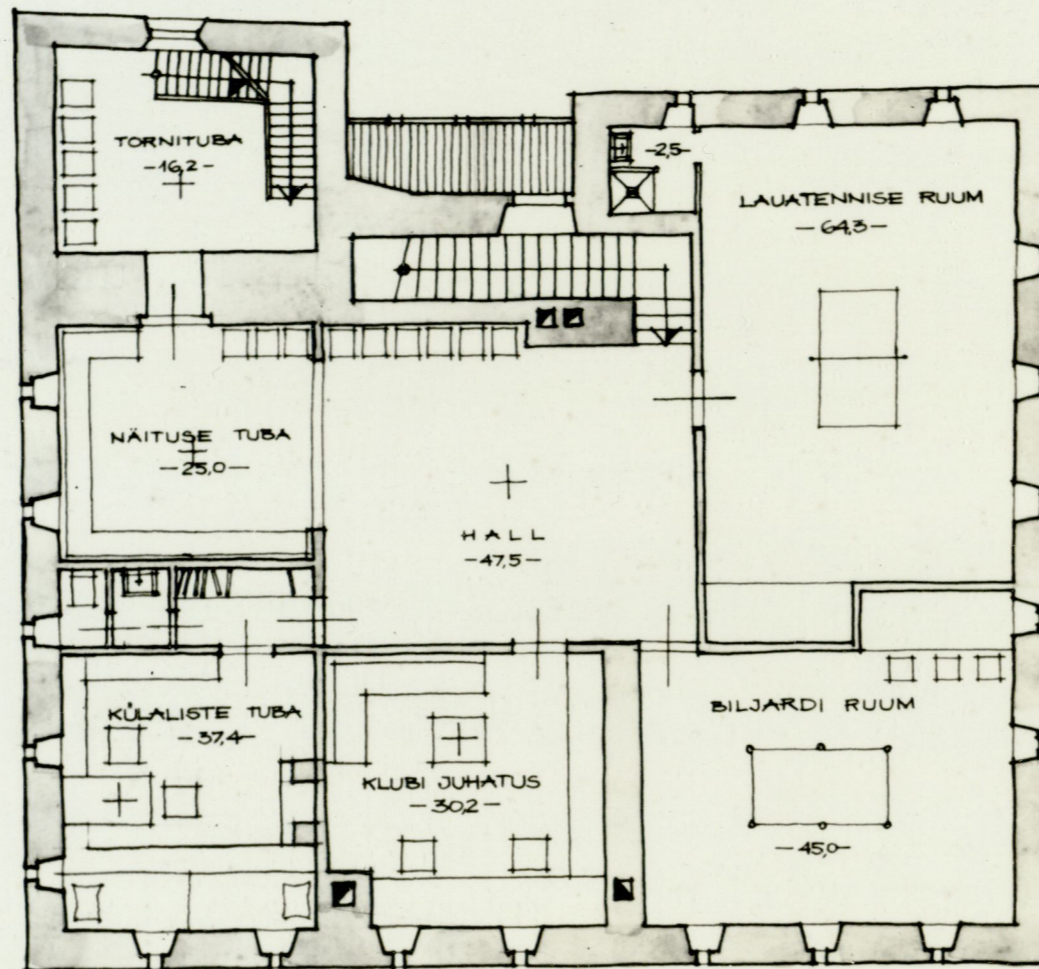 TORNITUBA
-16,2-
-2,5-
LAUATENNISE RUUM
-64,3-
NÄITUSE TUBA
-25,0-
HALL
-47,5-
KÜLALISTE TUBA
-37,4-
KLUBI JUHATUS
-30,2-
BILJARDI RUUM
-45,0-